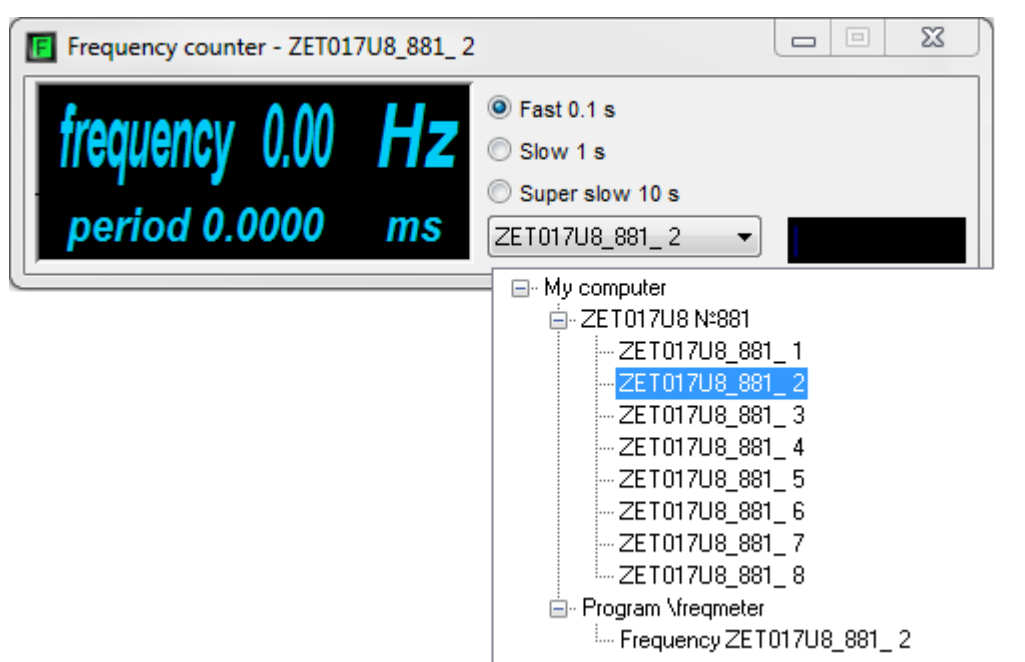 Frequency counter - ZET017U8_881_ 2
frequency 0.00 Hz
period 0.0000 ms
Fast 0.1 s
Slow 1 s
Super slow 10 s
ZET017U8_881_ 2
My computer
ZET017U8 №881
ZET017U8_881_ 1
ZET017U8_881_ 2
ZET017U8_881_ 3
ZET017U8_881_ 4
ZET017U8_881_ 5
ZET017U8_881_ 6
ZET017U8_881_ 7
ZET017U8_881_ 8
Program \freqmeter
Frequency ZET017U8_881_ 2